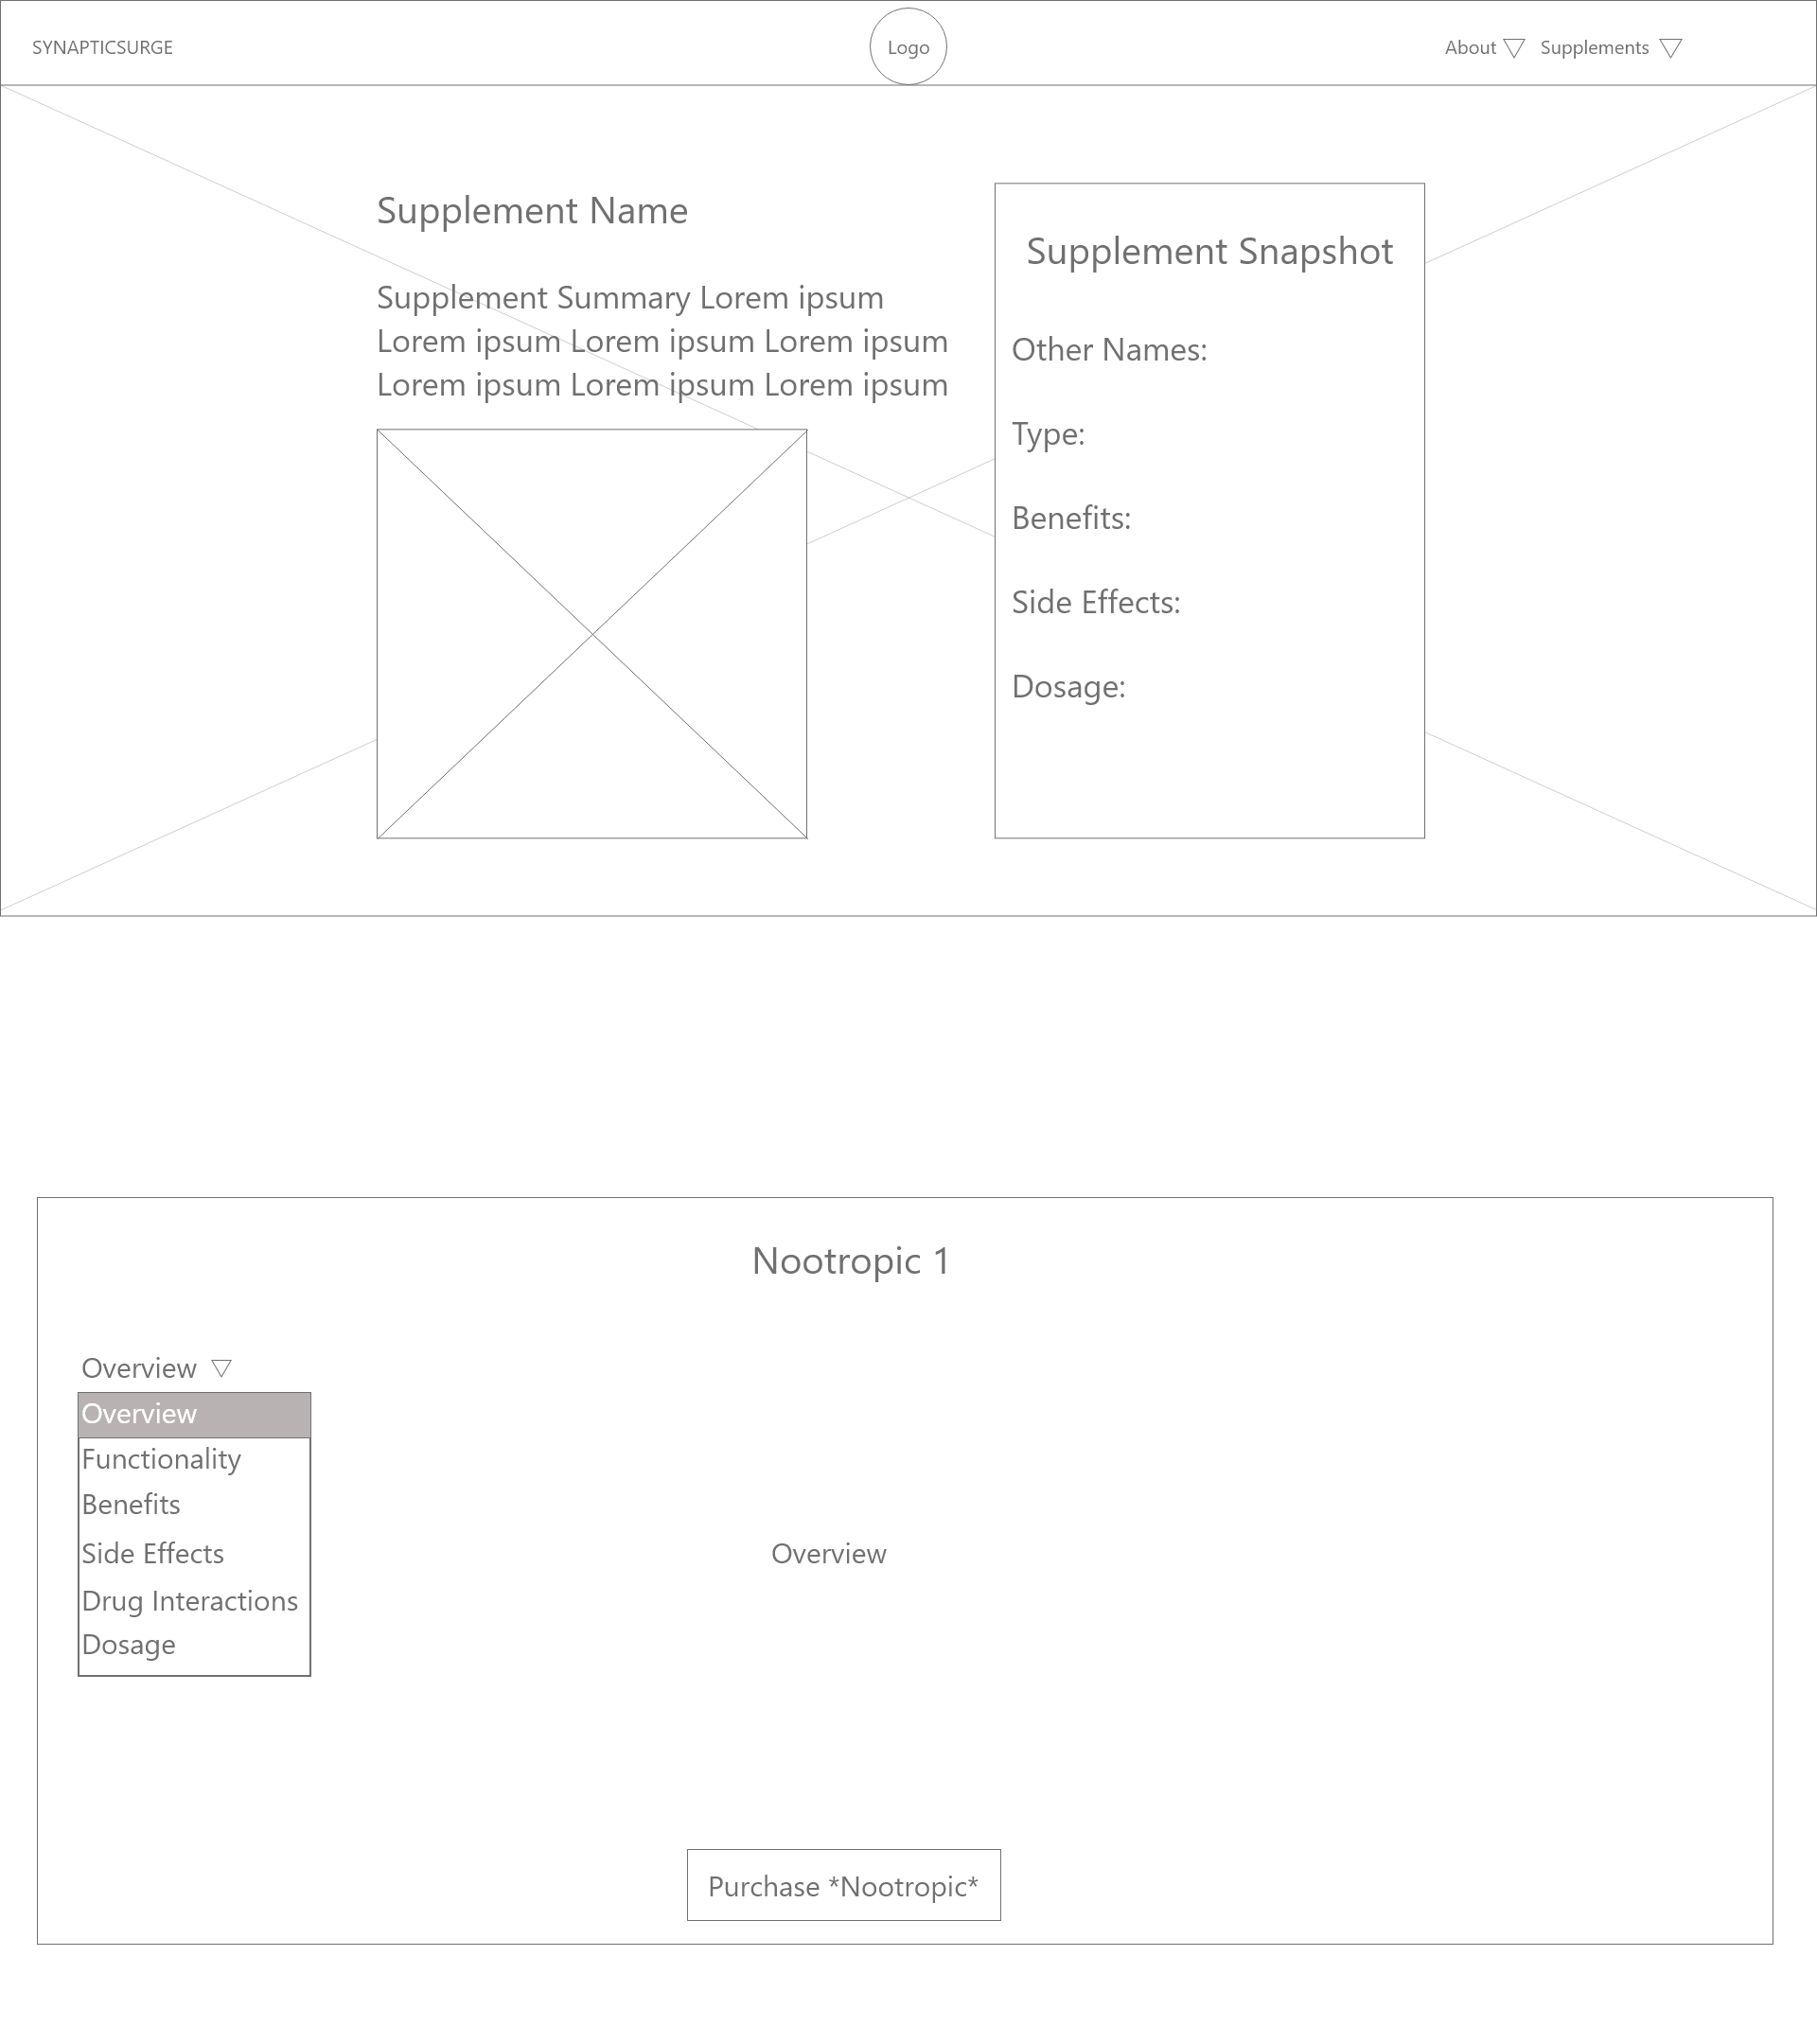 SYNAPTICSURGE
Logo
About
Supplements
Supplement Name
Supplement Summary Lorem ipsum
Lorem ipsum Lorem ipsum Lorem ipsum
Lorem ipsum Lorem ipsum Lorem ipsum
Supplement Snapshot
Other Names:
Type:
Benefits:
Side Effects:
Dosage:
Nootropic 1
Overview
Overview
Functionality
Benefits
Side Effects
Drug Interactions
Dosage
Overview
Purchase *Nootropic*